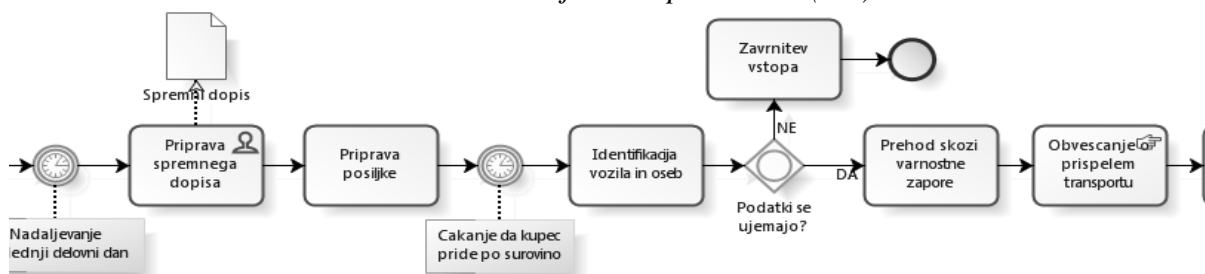 Zavrnitev
vstopa
Spremni dopis
Priprava
spremnega
dopisa
Priprava
posiljke
Identifikacija
vozila in oseb
NE
DA
Prehod skozi
varnostne
zapore
Obvescanje o
prispelem
transportu
Podatki se
ujemajo?
Nadaljevanje
delovni dan
Cakanje da kupec
pride po surovino